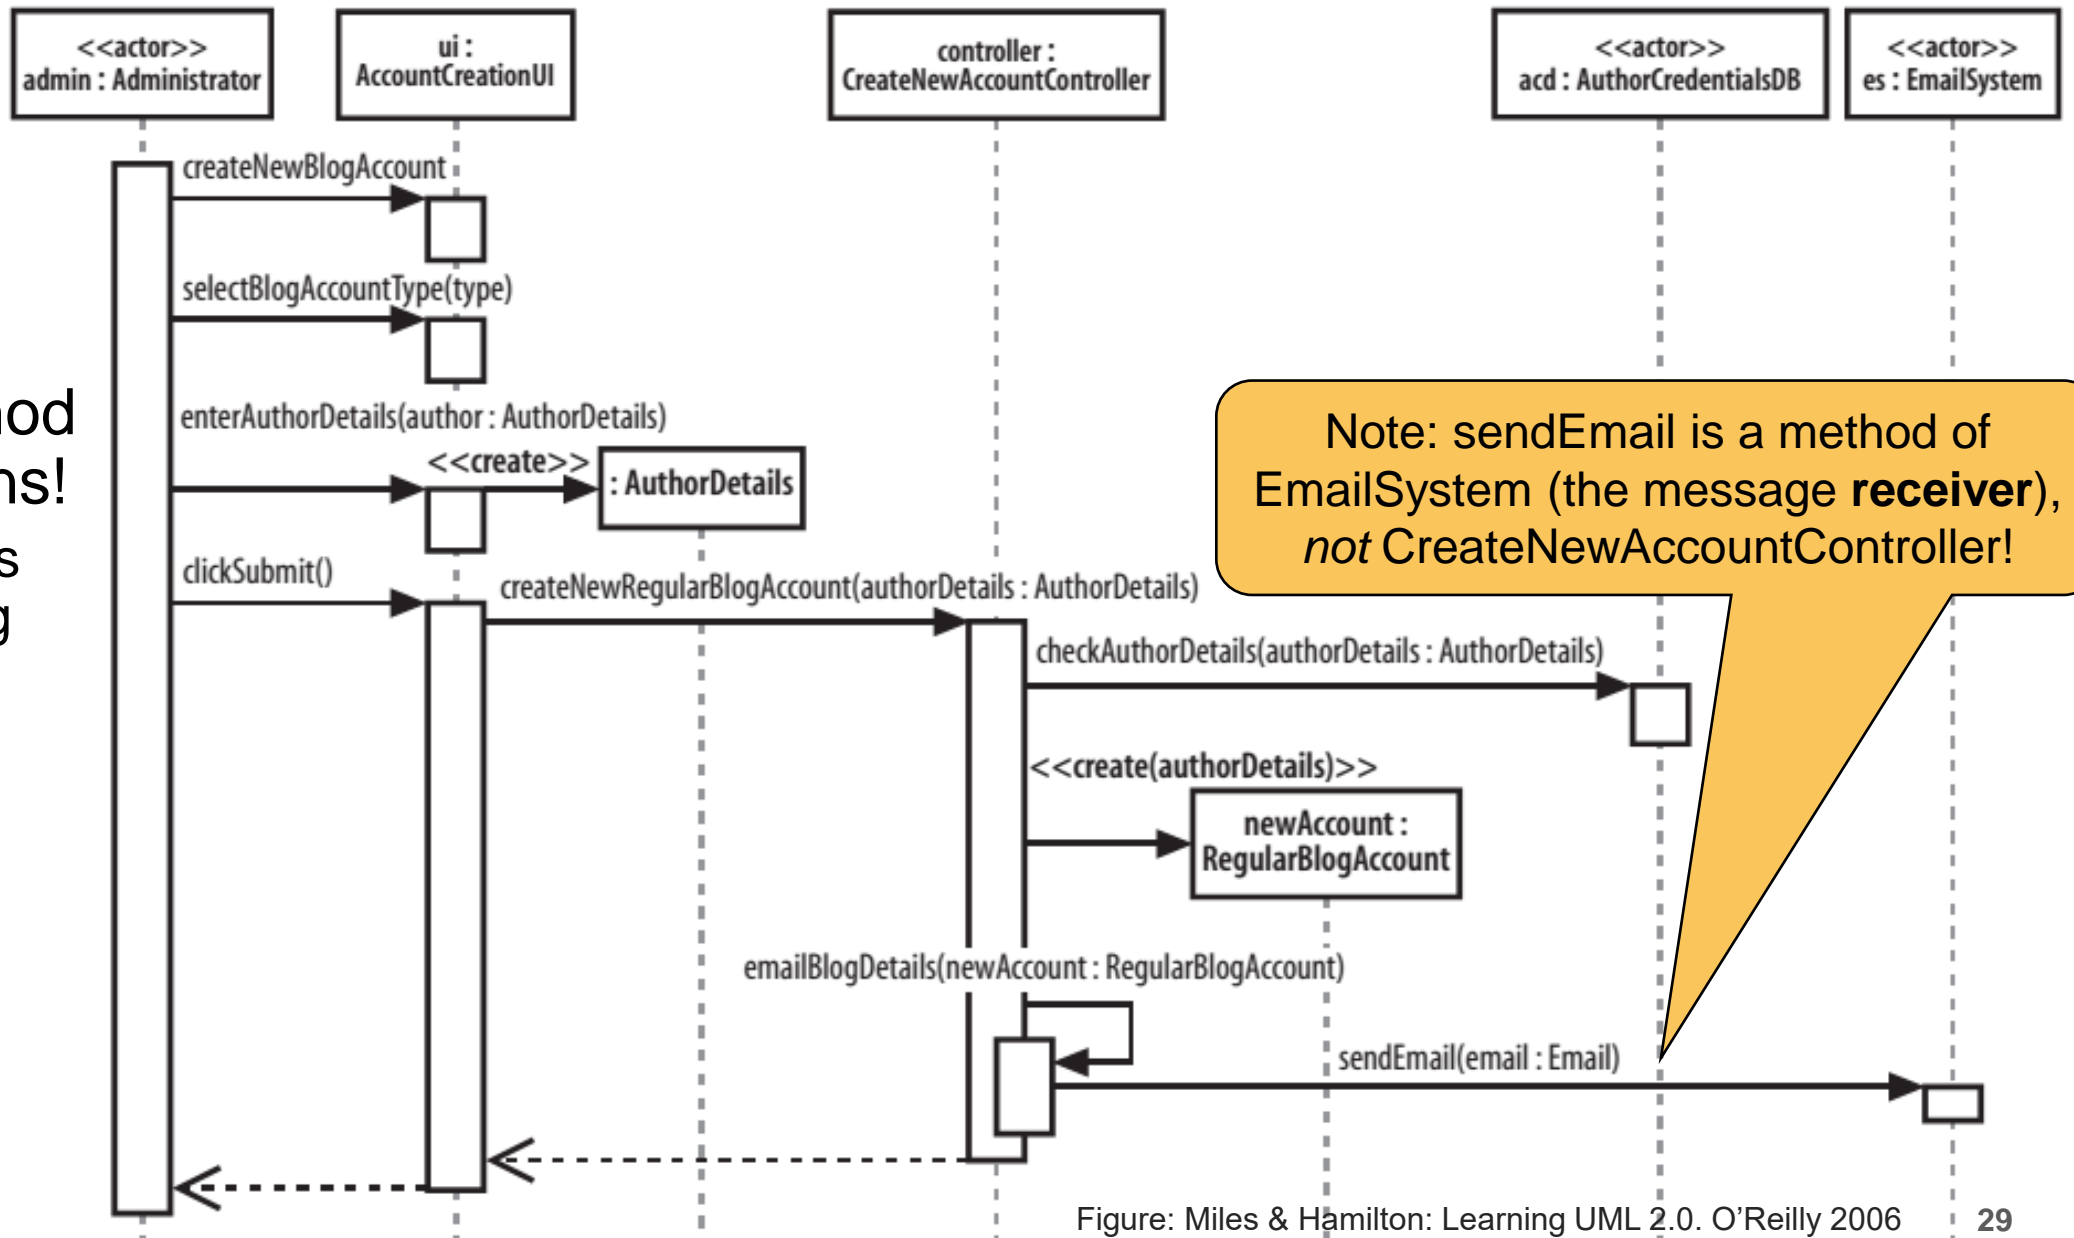 <<actor>>
admin : Administrator
ui :
AccountCreationUI
controller :
CreateNewAccountController
<<actor>>
acd : AuthorCredentialsDB
<<actor>>
es : EmailSystem
createNewBlogAccount
selectBlogAccountType(type)
enterAuthorDetails(author : AuthorDetails)
<<create>>
: AuthorDetails
Note: sendEmail is a method of
EmailSystem (the message receiver),
not CreateNewAccountController!
clickSubmit()
createNewRegularBlogAccount(authorDetails : AuthorDetails)
checkAuthorDetails(authorDetails : AuthorDetails)
<<create(authorDetails)>>
newAccount :
RegularBlogAccount
emailBlogDetails(newAccount : RegularBlogAccount)
sendEmail(email : Email)
Figure: Miles & Hamilton: Learning UML 2.0. O'Reilly 2006
29